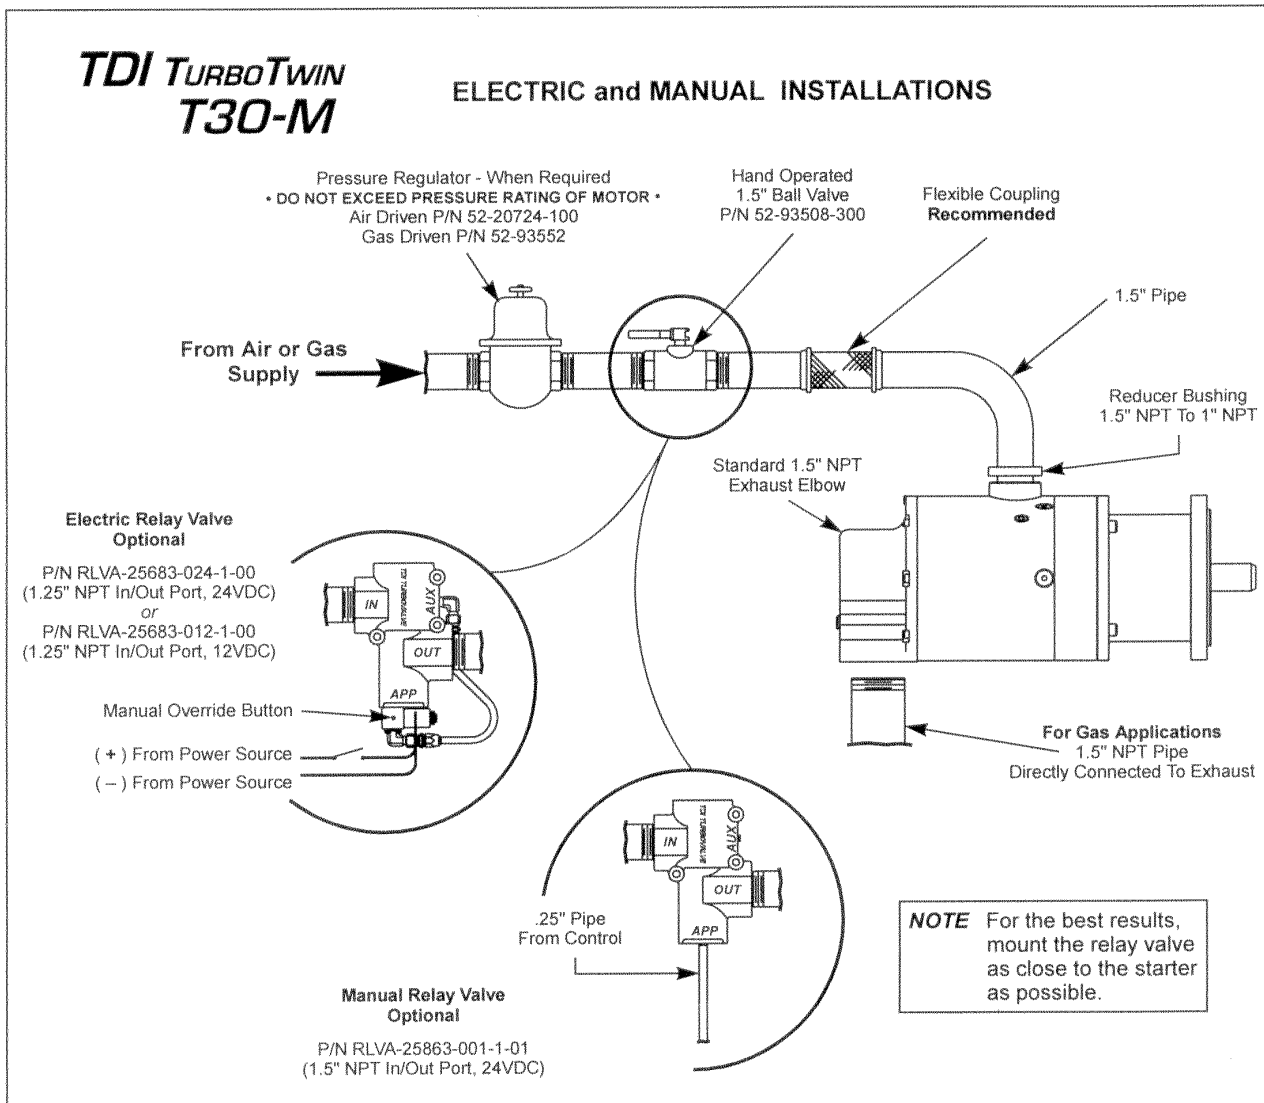 TDI TURBOTWIN
T30-M
ELECTRIC and MANUAL INSTALLATIONS
Pressure Regulator - When Required
• DO NOT EXCEED PRESSURE RATING OF MOTOR •
Air Driven P/N 52-20724-100
Gas Driven P/N 52-93552
Hand Operated
1.5" Ball Valve
P/N 52-93508-300
Flexible Coupling
Recommended
1.5" Pipe
From Air or Gas
Supply
Reducer Bushing
1.5" NPT To 1" NPT
Standard 1.5" NPT
Exhaust Elbow
Electric Relay Valve
Optional
P/N RLVA-25683-024-1-00
(1.25" NPT In/Out Port, 24VDC)
or
P/N RLVA-25683-012-1-00
(1.25" NPT In/Out Port, 12VDC)
IN
TDI TURBOVALVE
AUX
OUT
APP
Manual Override Button
( + ) From Power Source
( – ) From Power Source
For Gas Applications
1.5" NPT Pipe
Directly Connected To Exhaust
IN
TDI TURBOVALVE
AUX
OUT
APP
.25" Pipe
From Control
Manual Relay Valve
Optional
P/N RLVA-25863-001-1-01
(1.5" NPT In/Out Port, 24VDC)
NOTE For the best results,
mount the relay valve
as close to the starter
as possible.